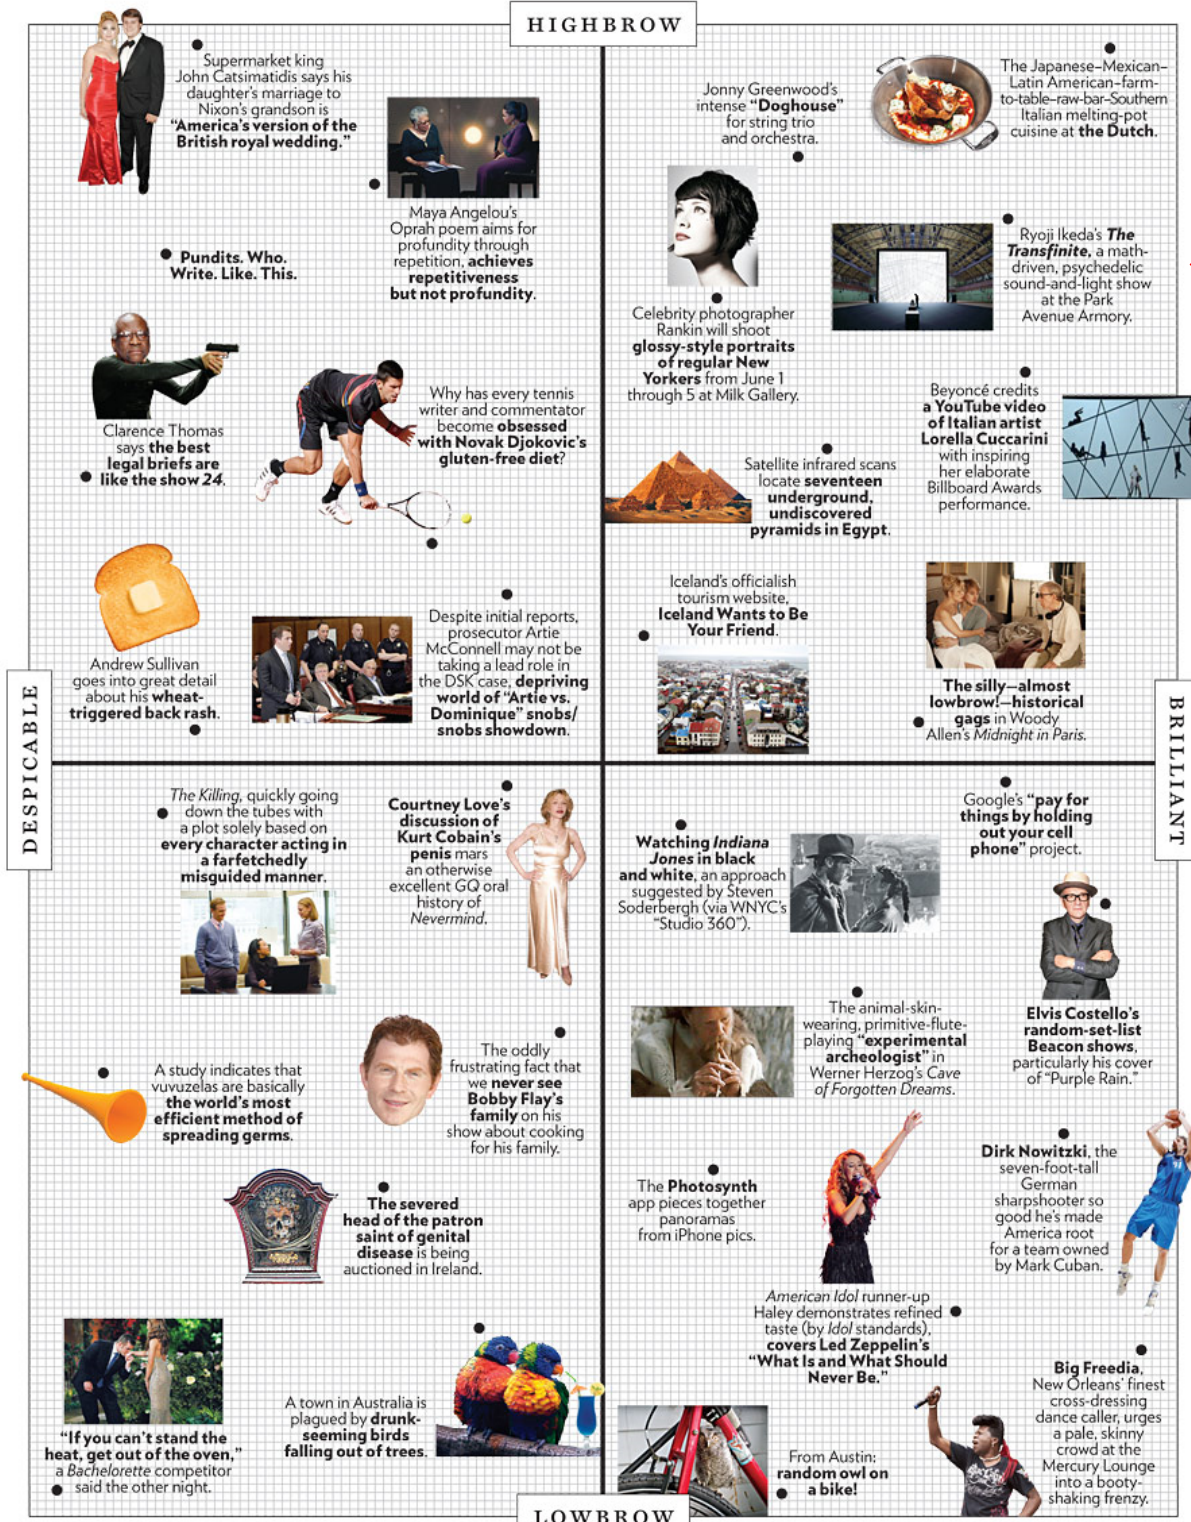 HIGHBROW
Supermarket king
John Catsimatidis says his
daughter's marriage to
Nixon's grandson is
"America's version of the
British royal wedding."
Maya Angelou's
Oprah poem aims for
profundity through
repetition, achieves
repetitiveness
but not profundity.
Pundits. Who.
Write. Like. This.
Clarence Thomas
says the best
legal briefs are
like the show 24.
Why has every tennis
writer and commentator
become obsessed
with Novak Djokovic's
gluten-free diet?
Andrew Sullivan
goes into great detail
about his wheat-
triggered back rash.
Despite initial reports,
prosecutor Artie
McConnell may not be
taking a lead role in
the DSK case, depriving
world of "Artie vs.
Dominique" snobs/
snobs showdown.
Jonny Greenwood's
intense "Doghouse"
for string trio
and orchestra.
The Japanese–Mexican–
Latin American–farm-
to-table–raw-bar–Southern
Italian melting-pot
cuisine at the Dutch.
Celebrity photographer
Rankin will shoot
glossy-style portraits
of regular New
Yorkers from June 1
through 5 at Milk Gallery.
Ryoji Ikeda's The
Transfinite, a math-
driven, psychedelic
sound-and-light show
at the Park
Avenue Armory.
Beyoncé credits
a YouTube video
of Italian artist
Lorella Cuccarini
with inspiring
her elaborate
Billboard Awards
performance.
Satellite infrared scans
locate seventeen
underground,
undiscovered
pyramids in Egypt.
Iceland's officialish
tourism website,
Iceland Wants to Be
Your Friend.
The silly—almost
lowbrow!—historical
gags in Woody
Allen's Midnight in Paris.
DESPICABLE
BRILLIANT
The Killing, quickly going
down the tubes with
a plot solely based on
every character acting in
a farfetchedly
misguided manner.
Courtney Love's
discussion of
Kurt Cobain's
penis mars
an otherwise
excellent GQ oral
history of
Nevermind.
A study indicates that
vuvuzelas are basically
the world's most
efficient method of
spreading germs.
The oddly
frustrating fact that
we never see
Bobby Flay's
family on his
show about cooking
for his family.
The severed
head of the patron
saint of genital
disease is being
auctioned in Ireland.
"If you can't stand the
heat, get out of the oven,"
a Bachelorette competitor
said the other night.
A town in Australia is
plagued by drunk-
seeming birds
falling out of trees.
Watching Indiana
Jones in black
and white, an approach
suggested by Steven
Soderbergh (via WNYC's
"Studio 360").
Google's "pay for
things by holding
out your cell
phone" project.
Elvis Costello's
random-set-list
Beacon shows,
particularly his cover
of "Purple Rain."
The animal-skin-
wearing, primitive-flute-
playing "experimental
archeologist" in
Werner Herzog's Cave
of Forgotten Dreams.
The Photosynth
app pieces together
panoramas
from iPhone pics.
Dirk Nowitzki, the
seven-foot-tall
German
sharpshooter so
good he's made
America root
for a team owned
by Mark Cuban.
American Idol runner-up
Haley demonstrates refined
taste (by Idol standards),
covers Led Zeppelin's
"What Is and What Should
Never Be."
Big Freedia,
New Orleans' finest
cross-dressing
dance caller, urges
a pale, skinny
crowd at the
Mercury Lounge
into a booty-
shaking frenzy.
From Austin:
random owl on
a bike!
LOWBROW